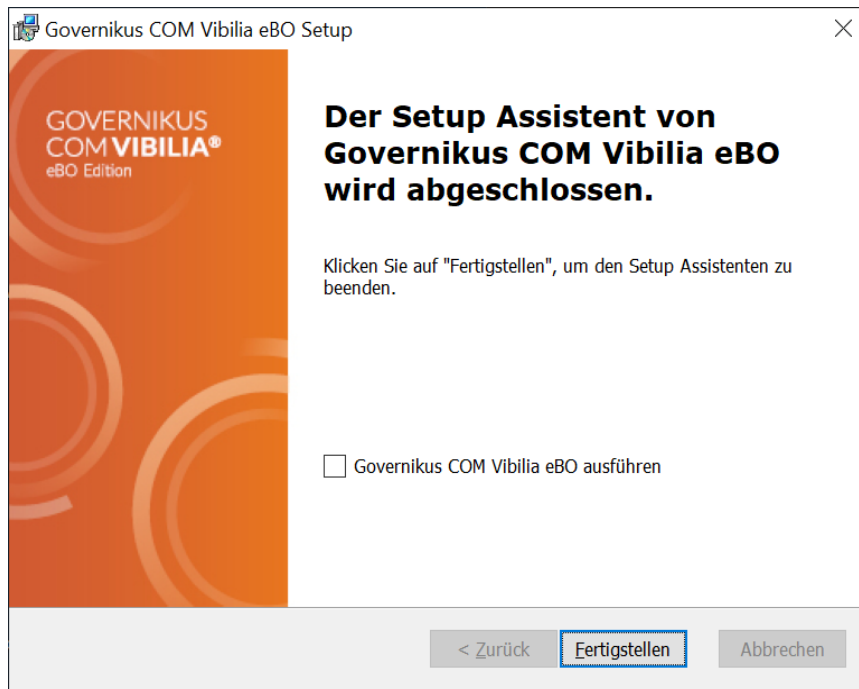 Governikus COM Vibilia eBO Setup
GOVERNIKUS
COM VIBILIA®
eBO Edition
Der Setup Assistent von
Governikus COM Vibilia eBO
wird abgeschlossen.
Klicken Sie auf "Fertigstellen", um den Setup Assistenten zu
beenden.
Governikus COM Vibilia eBO ausführen
< Zurück Fertigstellen Abbrechen